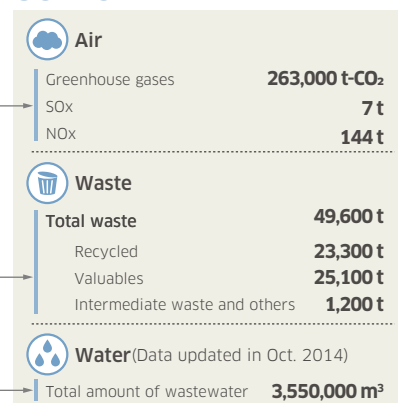 Air
Greenhouse gases 263,000 t-CO₂
SOx 7 t
NOx 144 t
Waste
Total waste 49,600 t
Recycled 23,300 t
Valuables 25,100 t
Intermediate waste and others 1,200 t
Water(Data updated in Oct. 2014)
Total amount of wastewater 3,550,000 m³